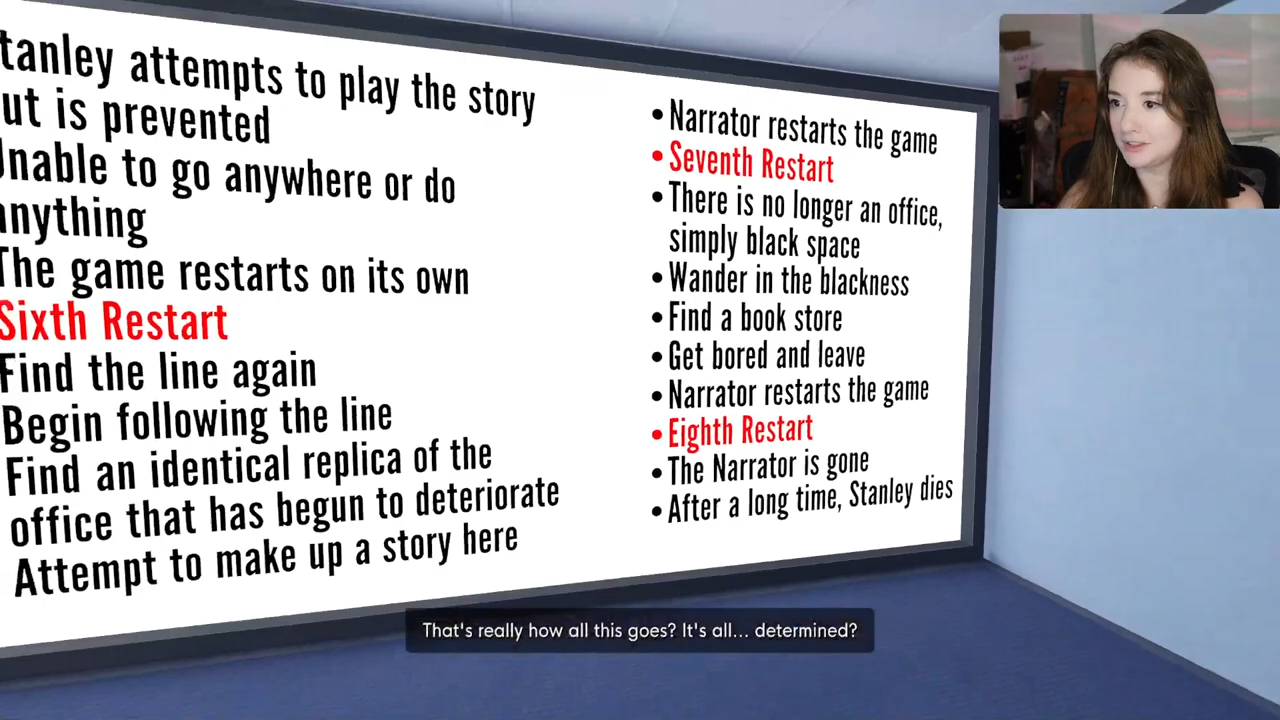 tanley attempts to play the story
ut is prevented
Unable to go anywhere or do
anything
The game restarts on its own
Sixth Restart
Find the line again
Begin following the line
Find an identical replica of the
office that has begun to deteriorate
Attempt to make up a story here
• Narrator restarts the game
• Seventh Restart
• There is no longer an office,
simply black space
• Wander in the blackness
• Find a book store
• Get bored and leave
• Narrator restarts the game
• Eighth Restart
• The Narrator is gone
• After a long time, Stanley dies
That's really how all this goes? It's all... determined?